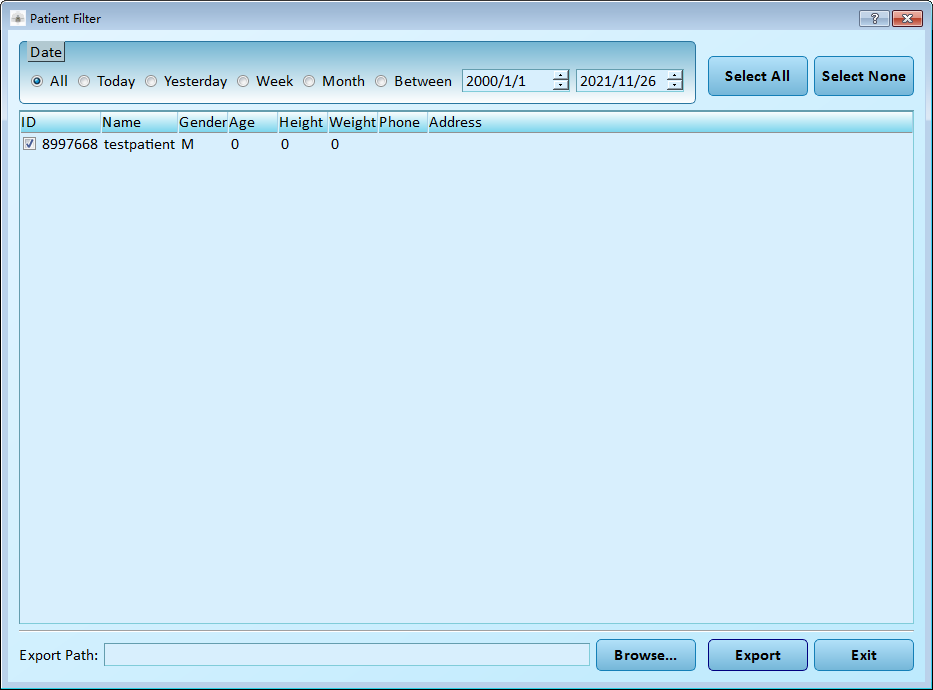 Patient Filter
Date
All Today Yesterday Week Month Between 2000/1/1 2021/11/26
Select All Select None
ID Name Gender Age Height Weight Phone Address
8997668 testpatient M 0 0 0
Export Path: Browse... Export Exit